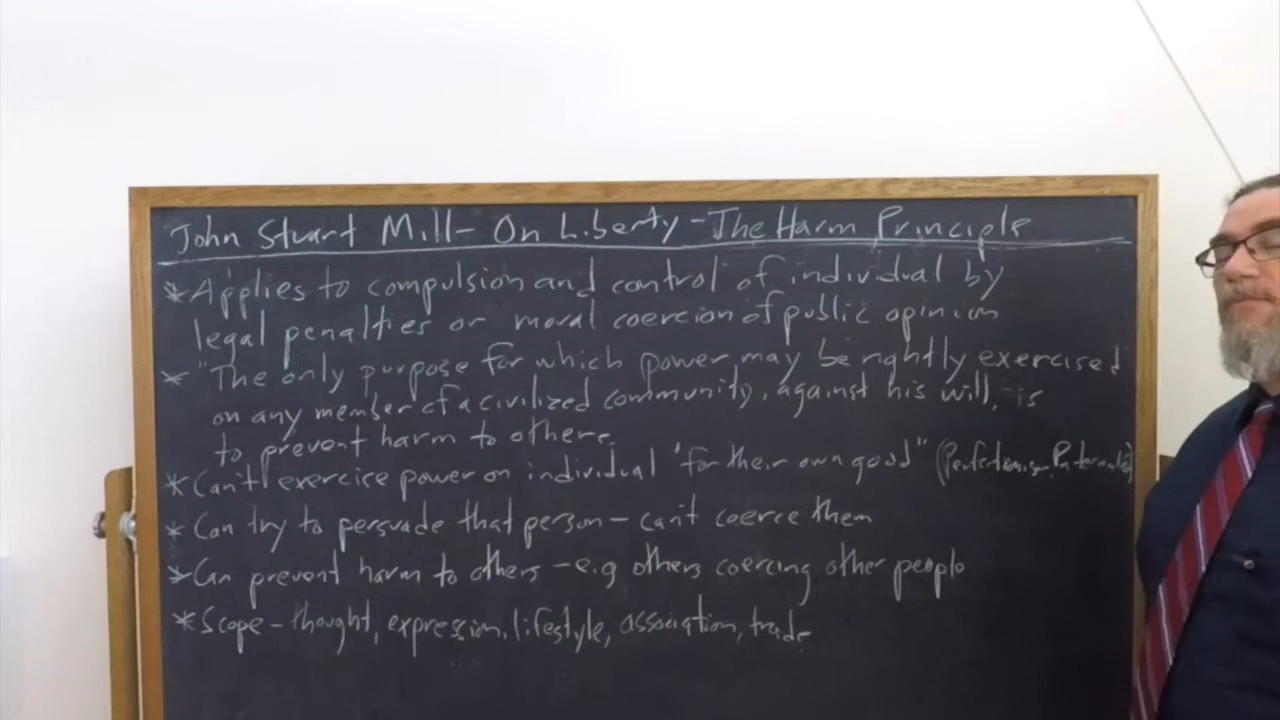 John Stuart Mill- On Liberty - The Harm Principle
* Applies to compulsion and control of individual by
legal penalties or moral coercion of public opinion
* "The only purpose for which power may be rightly exercised
on any member of a civilized community, against his will, is
to prevent harm to others.
* Can't exercise power on individual "for their own good" (Perfectionism, Paternalism)
* Can try to persuade that person - can't coerce them
* Can prevent harm to others - e.g others coercing other people
* Scope - thought, expression, lifestyle, association, trade